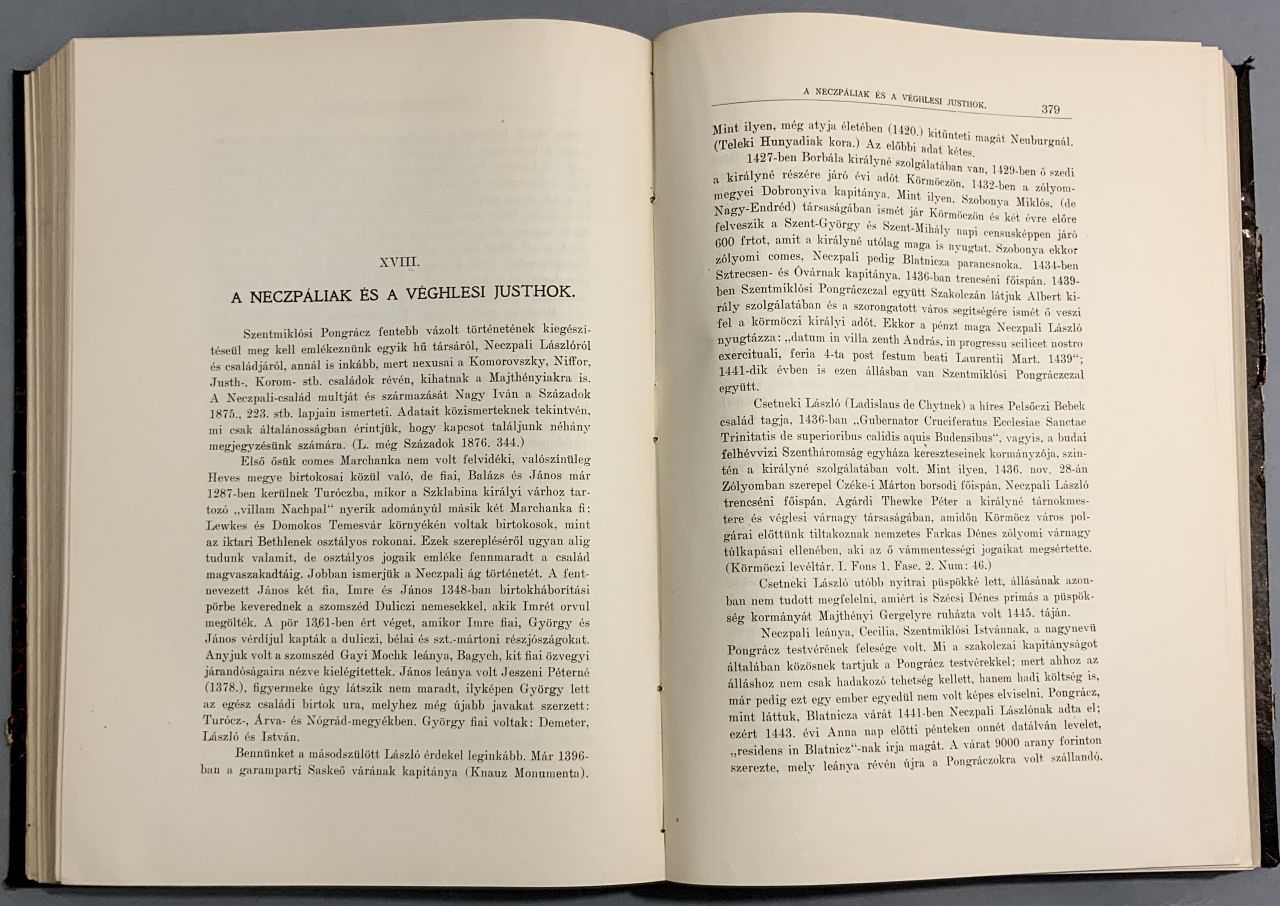 XVIII.
A NECZPÁLIAK ÉS A VÉGHLESI JUSTHOK.
Szentmiklósi Pongrácz fentebb vázolt történetének kiegészí-
téseül meg kell emlékeznünk egyik hű társáról, Neczpali Lászlóról
és családjáról, annál is inkább, mert nexusai a Komorovszky, Niffor,
Justh-, Korom- stb. családok révén, kihatnak a Majthényiakra is.
A Neczpali-család multját és származását Nagy Iván a Századok
1875., 223. stb. lapjain ismerteti. Adatait közismerteknek tekintvén,
mi csak általánosságban érintjük, hogy kapcsot találjunk néhány
megjegyzésünk számára. (L. még Századok 1876. 344.)
Első ősük comes Marchanka nem volt felvidéki, valószinüleg
Heves megye birtokosai közül való, de fiai, Balázs és János már
1287-ben kerülnek Turóczba, mikor a Szklabina királyi várhoz tar-
tozó „villam Nachpal" nyerik adományúl másik két Marchanka fi:
Lewkes és Domokos Temesvár környékén voltak birtokosok, mint
az iktari Bethlenek osztályos rokonai. Ezek szerepléséről ugyan alig
tudunk valamit, de osztályos jogaik emléke fennmaradt a család
magvaszakadtáig. Jobban ismerjük a Neczpali ág történetét. A fent-
nevezett János két fia, Imre és János 1348-ban birtokháborítási
pörbe keverednek a szomszéd Duliczi nemesekkel, akik Imrét orvul
megölték. A pör 1361-ben ért véget, amikor Imre fiai, György és
János vérdíjul kapták a duliczi, bélai és szt.-mártoni részjószágokat.
Anyjuk volt a szomszéd Gayi Mochk leánya, Bagych, kit fiai özvegyi
járandóságaira nézve kielégítettek. János leánya volt Jeszeni Péterné
(1378.), figyermeke úgy látszik nem maradt, ilyképen György lett
az egész családi birtok ura, melyhez még újabb javakat szerzett:
Turócz-, Árva- és Nógrád-megyékben. György fiai voltak: Demeter,
László és István.
Bennünket a másodszülött László érdekel leginkább. Már 1396-
ban a garamparti Saskeő várának kapitánya (Knauz Monumenta).
A NECZPÁLIAK ÉS A VÉGHLESI JUSTHOK. 379
Mint ilyen, még atyja életében (1420.) kitünteti magát Neuburgnál.
(Teleki Hunyadiak kora.) Az előbbi adat kétes.
1427-ben Borbála királyné szolgálatában van, 1429-ben ő szedi
a királyné részére járó évi adót Körmöczön, 1432-ben a zólyom-
megyei Dobronyiva kapitánya. Mint ilyen, Szobonya Miklós, (de
Nagy-Endréd) társaságában ismét jár Körmöczön és két évre előre
felveszik a Szent-György és Szent-Mihály napi censusképpen járó
600 frtot, amit a királyné utólag maga is nyugtat. Szobonya ekkor
zólyomi comes, Neczpali pedig Blatnicza parancsnoka. 1434-ben
Sztrecsen- és Óvárnak kapitánya. 1436-ban trencséni főispán. 1439-
ben Szentmiklósi Pongráczczal együtt Szakolczán látjuk Albert ki-
rály szolgálatában és a szorongatott város segítségére ismét ő veszi
fel a körmöczi királyi adót. Ekkor a pénzt maga Neczpali László
nyugtázza: „datum in villa zenth András, in progressu scilicet nostro
exercituali, feria 4-ta post festum beati Laurentii Mart. 1439";
1441-dik évben is ezen állásban van Szentmiklósi Pongráczczal
együtt.
Csetneki László (Ladislaus de Chytnek) a híres Pelsőczi Bebek
család tagja, 1436-ban „Gubernator Cruciferatus Ecclesiae Sanctae
Trinitatis de superioribus calidis aquis Budensibus", vagyis, a budai
felhévvizi Szentháromság egyháza kereszteseinek kormányzója, szin-
tén a királyné szolgálatában volt. Mint ilyen, 1436. nov. 28-án
Zólyomban szerepel Czéke-i Márton borsodi főispán, Neczpali László
trencséni főispán, Agárdi Thewke Péter a királyné tárnokmes-
tere és véglesi várnagy társaságában, amidőn Körmöcz város pol-
gárai előttünk tiltakoznak nemzetes Farkas Dénes zólyomi várnagy
túlkapásai ellenében, aki az ő vámmentességi jogaikat megsértette.
(Körmöczi levéltár. I. Fons 1. Fasc. 2. Num: 46.)
Csetneki László utóbb nyitrai püspökké lett, állásának azon-
ban nem tudott megfelelni, amiért is Szécsi Dénes primás a püspök-
ség kormányát Majthényi Gergelyre ruházta volt 1445. táján.
Neczpali leánya, Cecilia, Szentmiklósi Istvánnak, a nagynevü
Pongrácz testvérének felesége volt. Mi a szakolczai kapitányságot
általában közösnek tartjuk a Pongrácz testvérekkel; mert ahhoz az
álláshoz nem csak hadakozó tehetség kellett, hanem hadi költség is,
már pedig ezt egy ember egyedül nem volt képes elviselni. Pongrácz,
mint láttuk, Blatnicza várát 1441-ben Neczpali Lászlónak adta el;
ezért 1443. évi Anna nap előtti pénteken onnét datálván levelet,
„residens in Blatnicz"-nak irja magát. A várat 9000 arany forinton
szerezte, mely leánya révén újra a Pongráczokra volt szállandó.